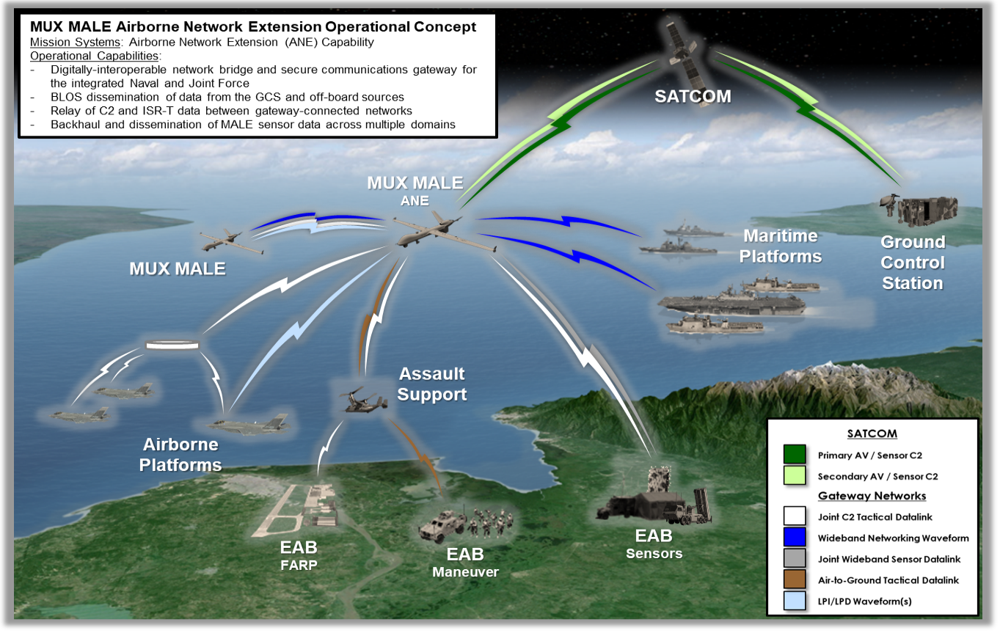 MUX MALE Airborne Network Extension Operational Concept
Mission Systems: Airborne Network Extension (ANE) Capability
Operational Capabilities:
- Digitally-interoperable network bridge and secure communications gateway for
the integrated Naval and Joint Force
- BLOS dissemination of data from the GCS and off-board sources
- Relay of C2 and ISR-T data between gateway-connected networks
- Backhaul and dissemination of MALE sensor data across multiple domains
SATCOM
MUX MALE
ANE
MUX MALE
Maritime
Platforms
Ground
Control
Station
Assault
Support
Airborne
Platforms
EAB
FARP
EAB
Maneuver
EAB
Sensors
SATCOM
Primary AV / Sensor C2
Secondary AV / Sensor C2
Gateway Networks
Joint C2 Tactical Datalink
Wideband Networking Waveform
Joint Wideband Sensor Datalink
Air-to-Ground Tactical Datalink
LPI/LPD Waveform(s)